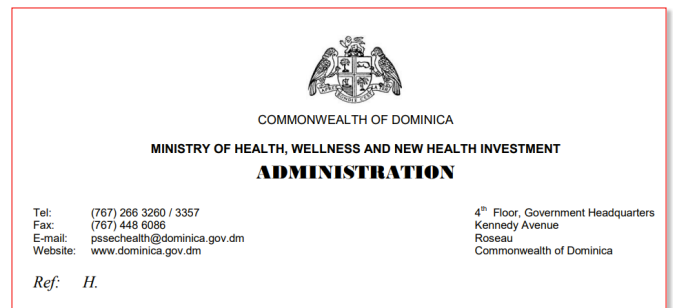 COMMONWEALTH OF DOMINICA
MINISTRY OF HEALTH, WELLNESS AND NEW HEALTH INVESTMENT
ADMINISTRATION
Tel: (767) 266 3260 / 3357
Fax: (767) 448 6086
E-mail: pssechealth@dominica.gov.dm
Website: www.dominica.gov.dm
4th Floor, Government Headquarters
Kennedy Avenue
Roseau
Commonwealth of Dominica
Ref: H.